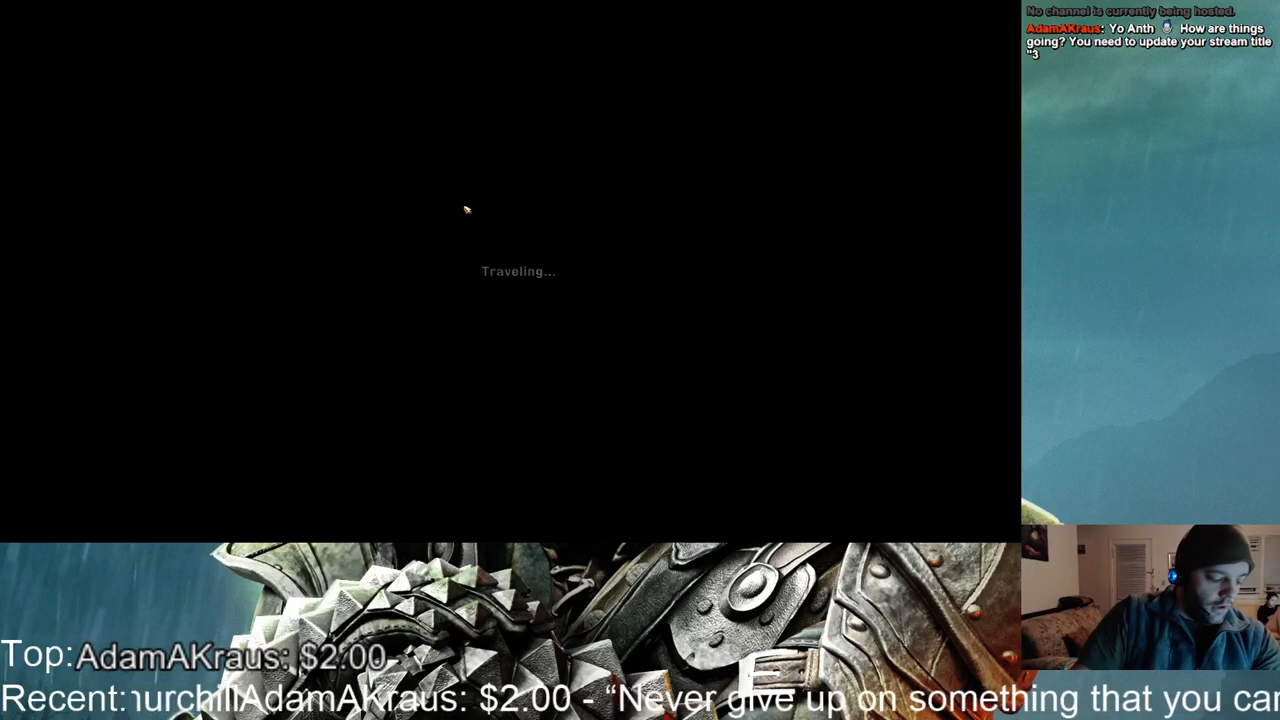 No channel is currently being hosted.
AdamAKraus: Yo Anth How are things
going? You need to update your stream title
"3
Traveling...
Top: AdamAKraus: $2.00 -
Recent: AdamAKraus: $2.00 - “Never give up on something that you